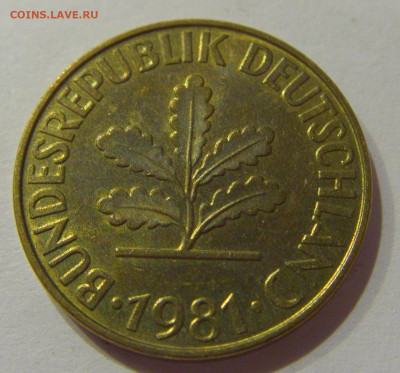 COINS.LAVE.RU
BUNDESREPUBLIK DEUTSCHLAND
·1981·